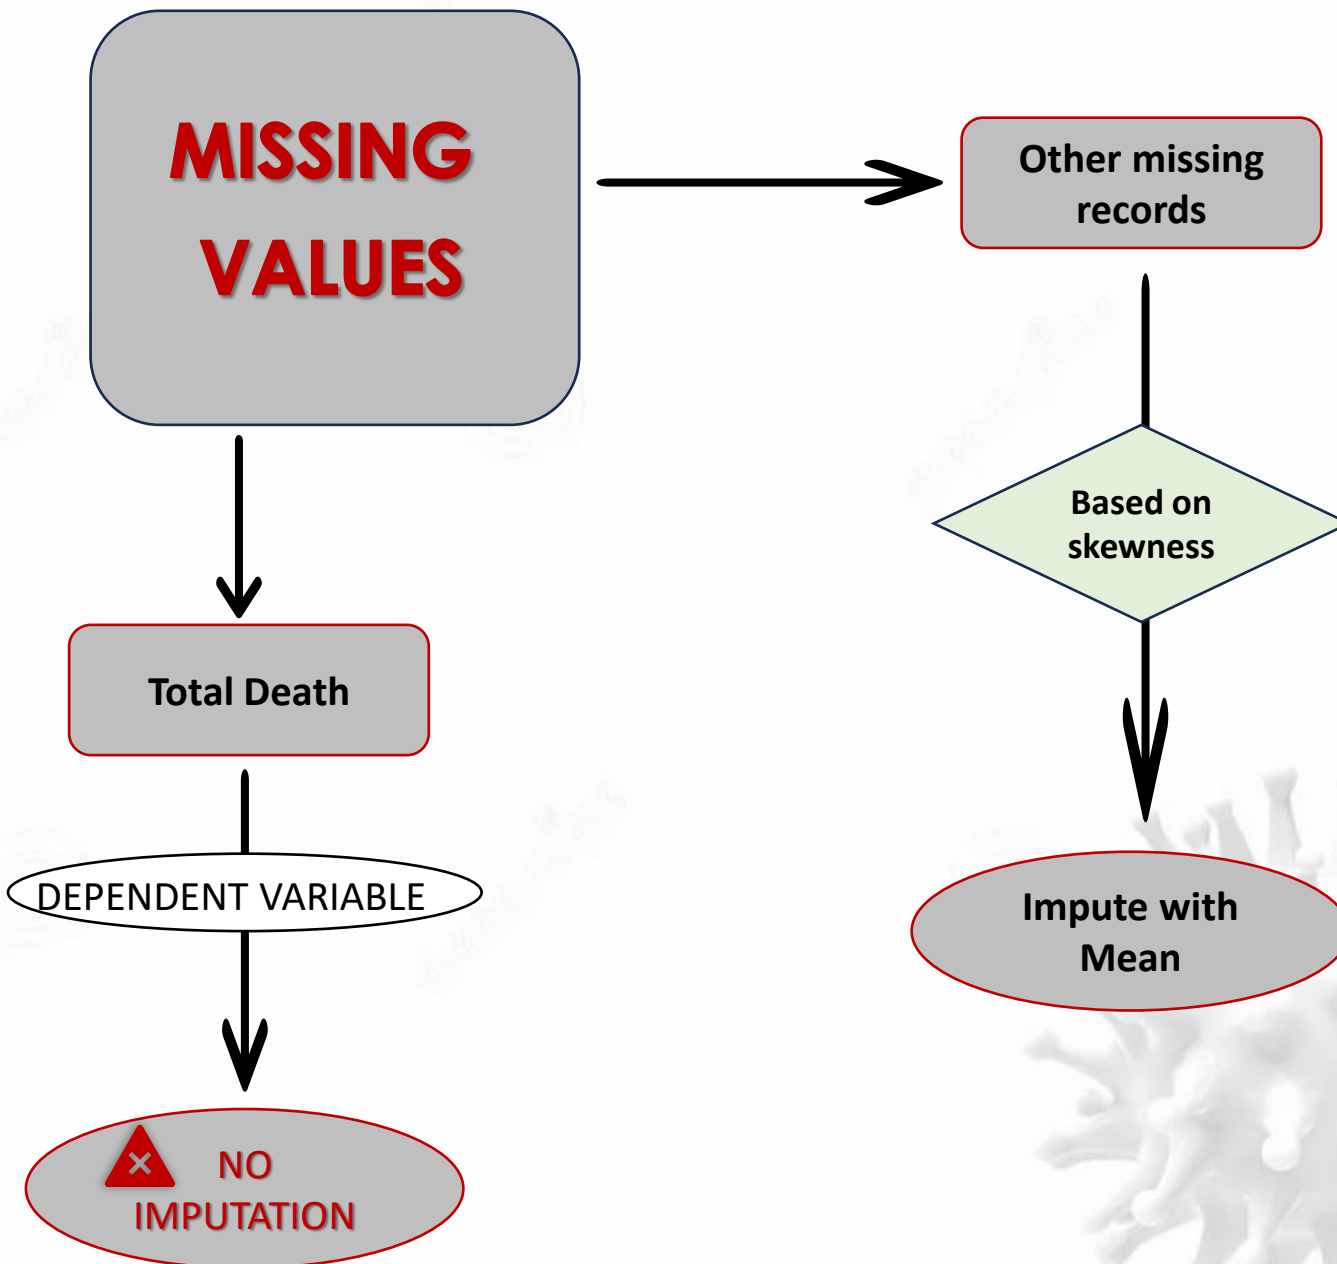 MISSING
VALUES
Other missing
records
Based on
skewness
Total Death
DEPENDENT VARIABLE
Impute with
Mean
NO
IMPUTATION